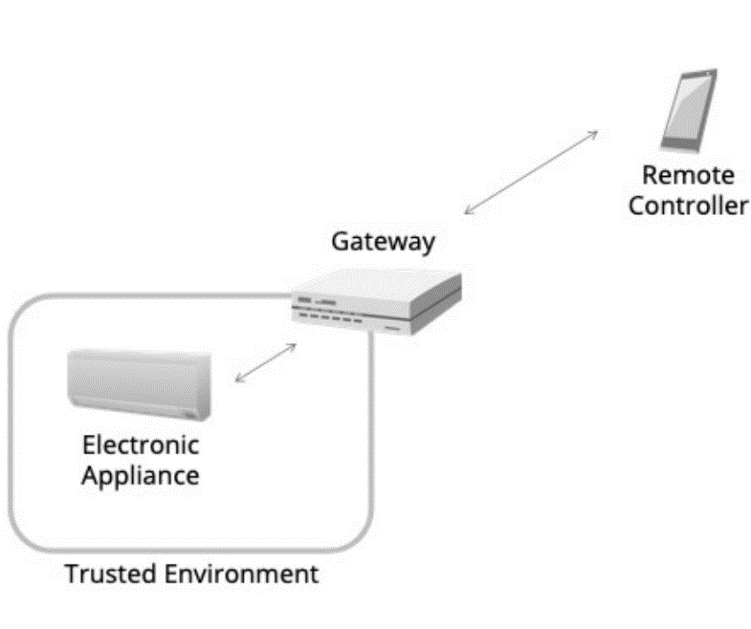 Remote
Controller
Gateway
Electronic
Appliance
Trusted Environment